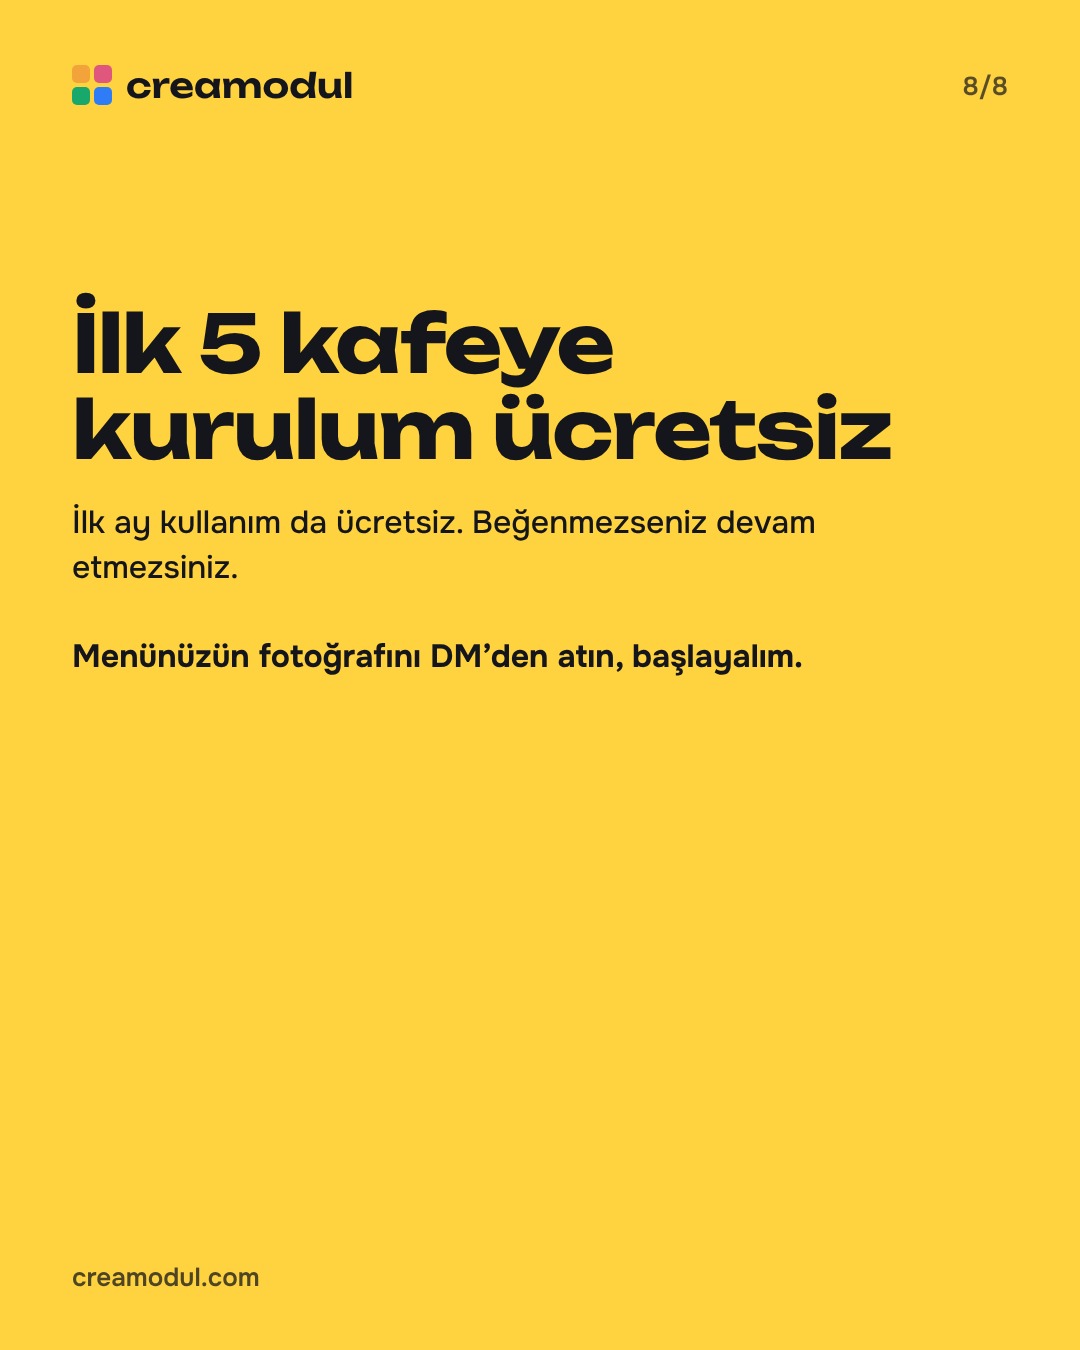 creamodul
8/8
İlk 5 kafeye
kurulum ücretsiz
İlk ay kullanım da ücretsiz. Beğenmezseniz devam
etmezsiniz.
Menünüzün fotoğrafını DM’den atın, başlayalım.
creamodul.com